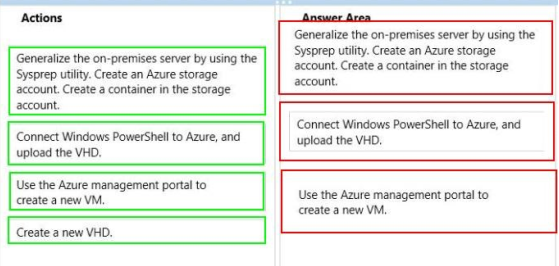 Actions
Generalize the on-premises server by using the
Sysprep utility. Create an Azure storage
account. Create a container in the storage
account.
Connect Windows PowerShell to Azure, and
upload the VHD.
Use the Azure management portal to
create a new VM.
Create a new VHD.
Answer Area
Generalize the on-premises server by using the
Sysprep utility. Create an Azure storage
account. Create a container in the storage
account.
Connect Windows PowerShell to Azure, and
upload the VHD.
Use the Azure management portal to
create a new VM.